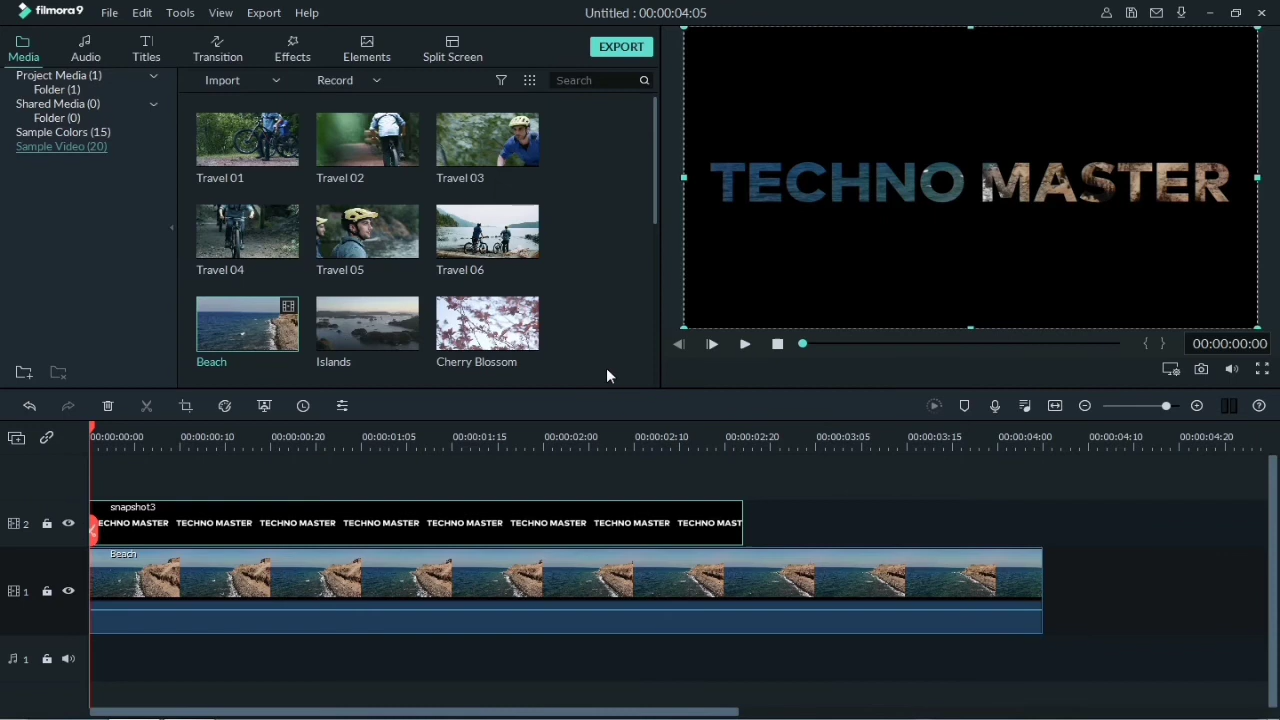 filmora9 File Edit Tools View Export Help Untitled : 00:00:04:05
Media Audio Titles Transition Effects Elements Split Screen EXPORT
Project Media (1)
Folder (1)
Shared Media (0)
Folder (0)
Sample Colors (15)
Sample Video (20)
Import Record Search
Travel 01 Travel 02 Travel 03
Travel 04 Travel 05 Travel 06
Beach Islands Cherry Blossom
TECHNO MASTER
{ } 00:00:00:00
00:00:00:00 00:00:00:10 00:00:00:20 00:00:01:05 00:00:01:15 00:00:02:00 00:00:02:10 00:00:02:20 00:00:03:05 00:00:03:15 00:00:04:00 00:00:04:10 00:00:04:20
snapshot3
2 ECHNO MASTER TECHNO MASTER TECHNO MASTER TECHNO MASTER TECHNO MASTER TECHNO MASTER TECHNO MASTER TECHNO MAST
Beach
1
1